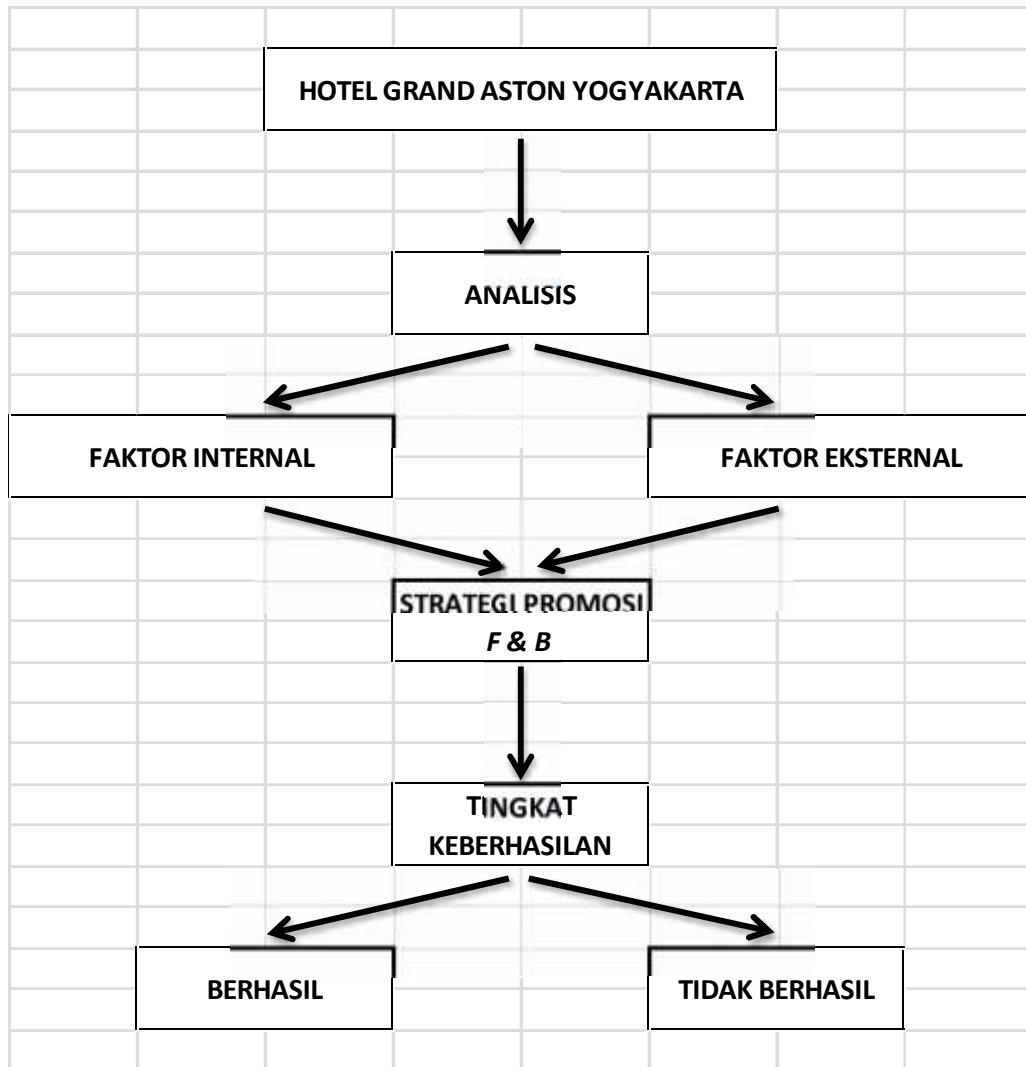 HOTEL GRAND ASTON YOGYAKARTA
ANALISIS
FAKTOR INTERNAL
FAKTOR EKSTERNAL
STRATEGI PROMOSI
F & B
TINGKAT
KEBERHASILAN
BERHASIL
TIDAK BERHASIL